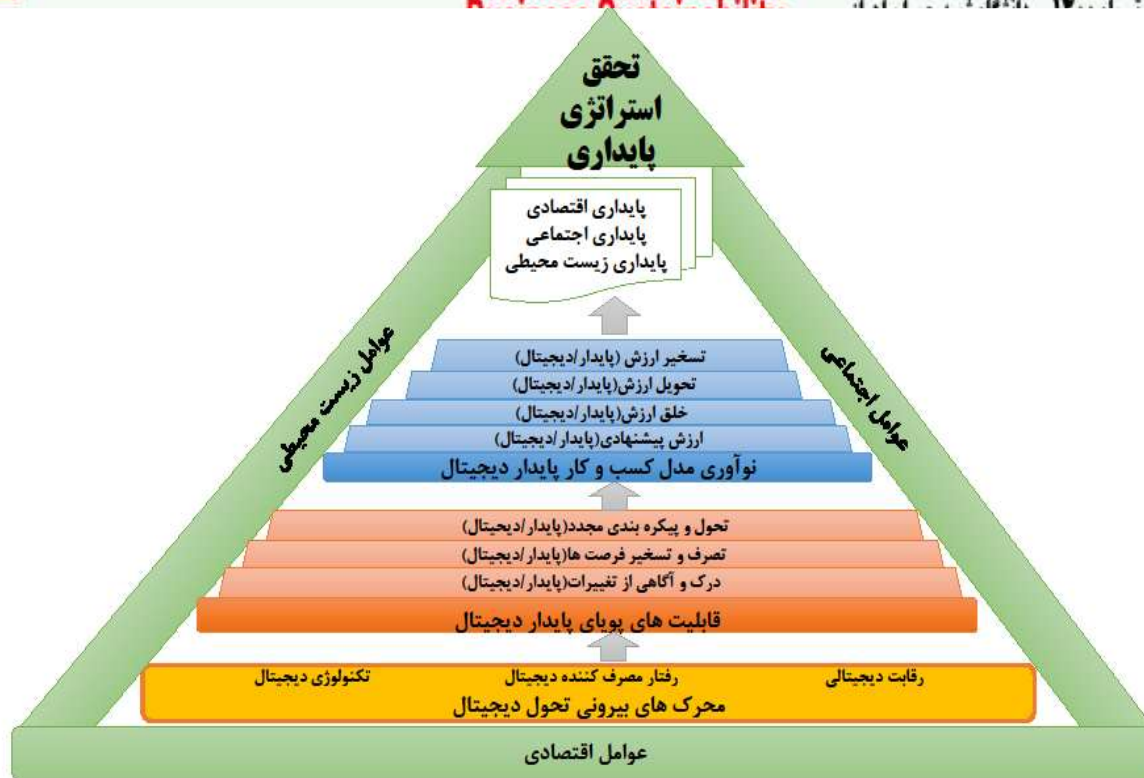 تحقق
استراتژی
پایداری
پایداری اقتصادی
پایداری اجتماعی
پایداری زیست محیطی
عوامل زیست محیطی
عوامل اجتماعی
تسخیر ارزش (پایدار/دیجیتال)
تحویل ارزش(پایدار/دیجیتال)
خلق ارزش(پایدار/دیجیتال)
ارزش پیشنهادی(پایدار/دیجیتال)
نوآوری مدل کسب و کار پایدار دیجیتال
تحول و پیکره بندی مجدد(پایدار/دیجیتال)
تصرف و تسخیر فرصت ها(پایدار/دیجیتال)
درک و آگاهی از تغییرات(پایدار/دیجیتال)
قابلیت های پویای پایدار دیجیتال
رقابت دیجیتالی رفتار مصرف کننده دیجیتال تکنولوژی دیجیتال
محرک های بیرونی تحول دیجیتال
عوامل اقتصادی